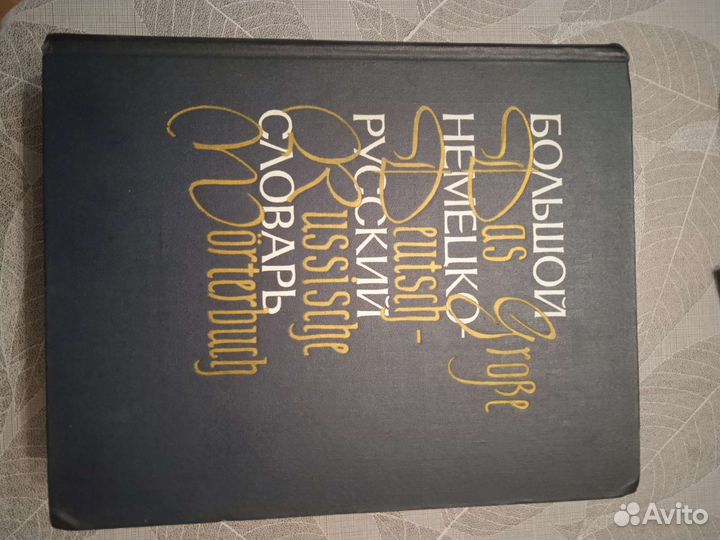 БОЛЬШОЙ
Das Große
НЕМЕЦКО-
Deutsch-
РУССКИЙ
Russische
СЛОВАРЬ
Wörterbuch
Avito